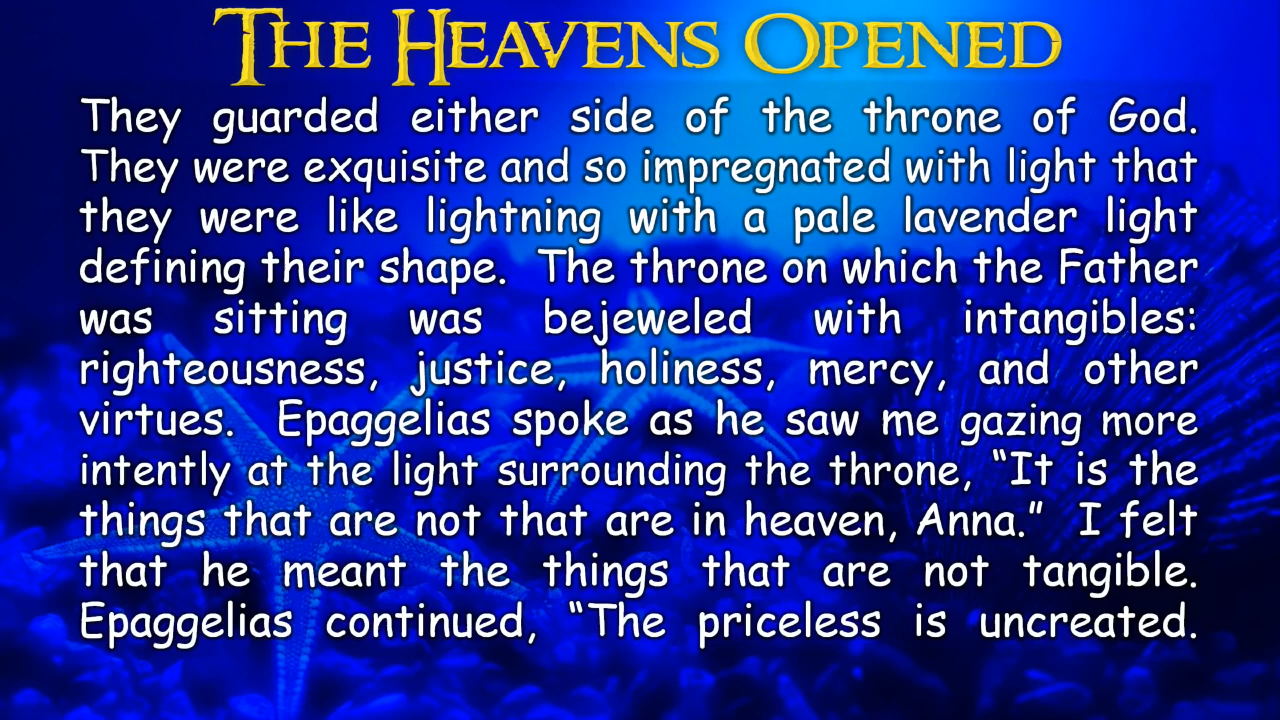 THE HEAVENS OPENED
They guarded either side of the throne of God.
They were exquisite and so impregnated with light that
they were like lightning with a pale lavender light
defining their shape.  The throne on which the Father
was sitting was bejeweled with intangibles:
righteousness, justice, holiness, mercy, and other
virtues.  Epaggelias spoke as he saw me gazing more
intently at the light surrounding the throne, “It is the
things that are not that are in heaven, Anna.”  I felt
that he meant the things that are not tangible.
Epaggelias continued, “The priceless is uncreated.